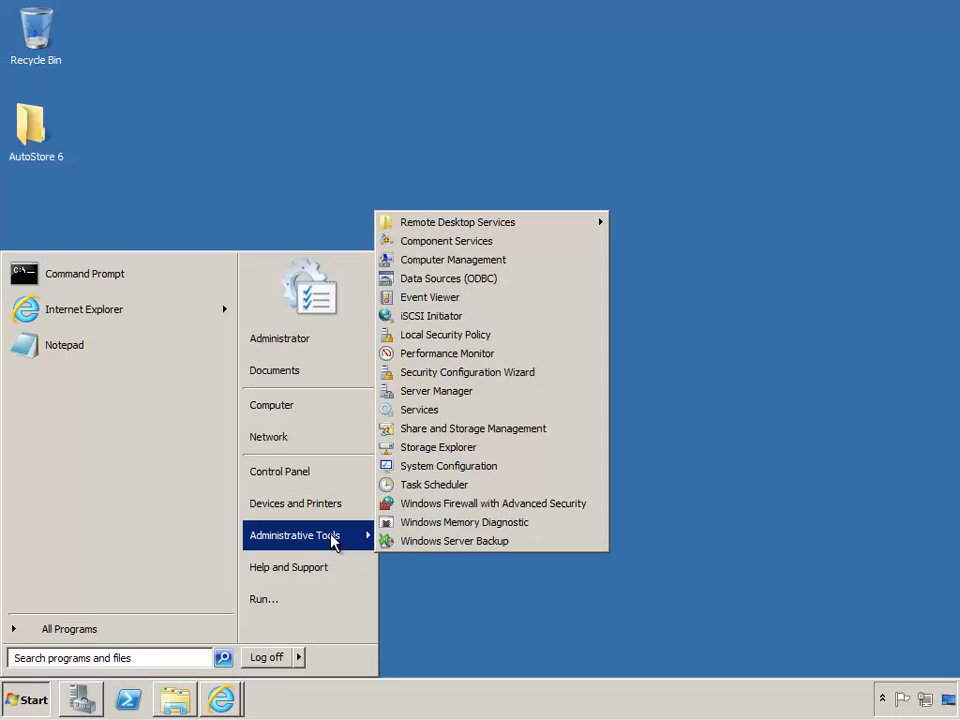 Recycle Bin
AutoStore 6
Command Prompt
Internet Explorer
Notepad
All Programs
Search programs and files
Administrator
Documents
Computer
Network
Control Panel
Devices and Printers
Administrative Tools
Help and Support
Run...
Log off
Remote Desktop Services
Component Services
Computer Management
Data Sources (ODBC)
Event Viewer
iSCSI Initiator
Local Security Policy
Performance Monitor
Security Configuration Wizard
Server Manager
Services
Share and Storage Management
Storage Explorer
System Configuration
Task Scheduler
Windows Firewall with Advanced Security
Windows Memory Diagnostic
Windows Server Backup
Start